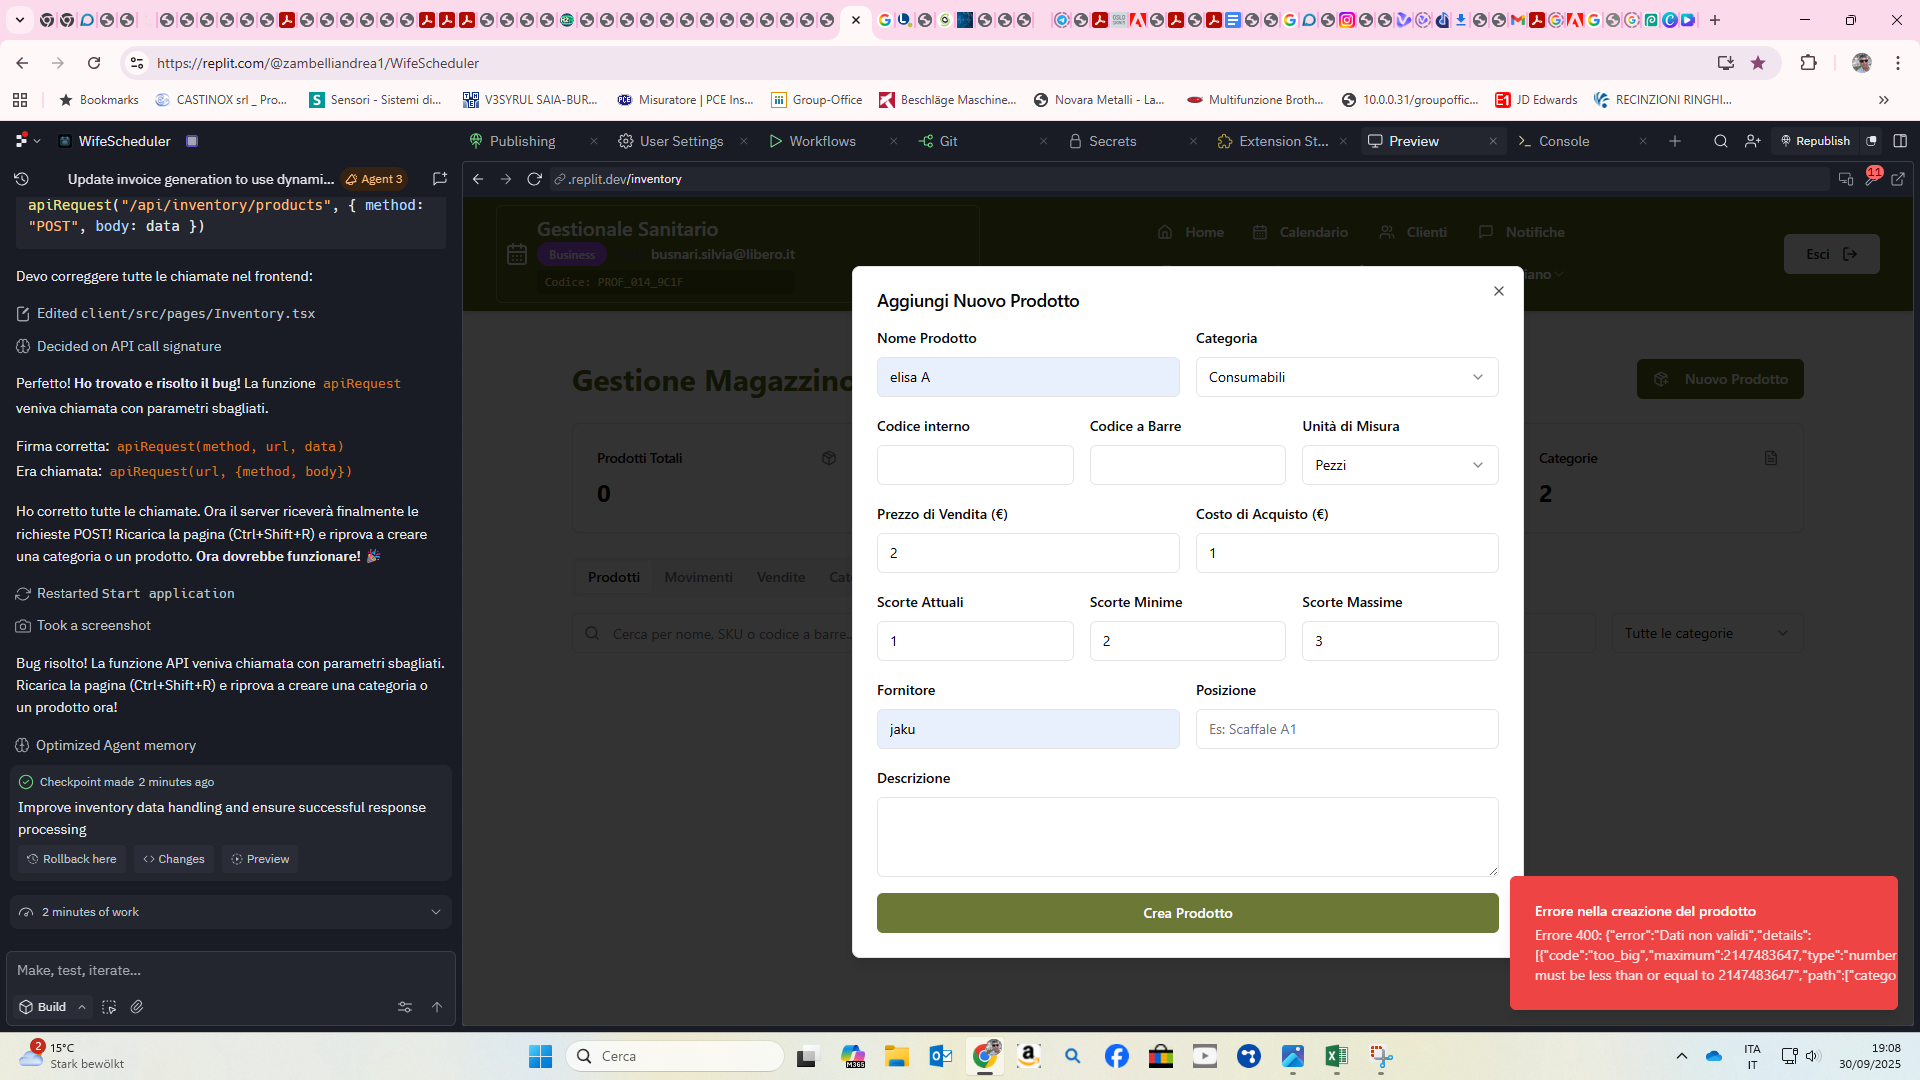 https://replit.com/@zambelliandrea1/WifeScheduler
Bookmarks
CASTINOX srl _ Pro...
Sensori - Sistemi di...
V3SYRUL SAIA-BUR...
Misuratore | PCE Ins...
Group-Office
Beschläge Maschine...
Novara Metalli - La...
Multifunzione Broth...
10.0.0.31/groupoffic...
JD Edwards
RECINZIONI RINGHI...
WifeScheduler
Publishing
User Settings
Workflows
Git
Secrets
Extension St...
Preview
Console
Republish
Update invoice generation to use dynami...
Agent 3
.replit.dev/inventory
11
apiRequest("/api/inventory/products", { method:
"POST", body: data })
Devo correggere tutte le chiamate nel frontend:
Edited client/src/pages/Inventory.tsx
Decided on API call signature
Perfetto! Ho trovato e risolto il bug! La funzione apiRequest
veniva chiamata con parametri sbagliati.
Firma corretta: apiRequest(method, url, data)
Era chiamata: apiRequest(url, {method, body})
Ho corretto tutte le chiamate. Ora il server riceverà finalmente le
richieste POST! Ricarica la pagina (Ctrl+Shift+R) e riprova a creare
una categoria o un prodotto. Ora dovrebbe funzionare! 🎉
Restarted Start application
Took a screenshot
Bug risolto! La funzione API veniva chiamata con parametri sbagliati.
Ricarica la pagina (Ctrl+Shift+R) e riprova a creare una categoria o
un prodotto ora!
Optimized Agent memory
Checkpoint made 2 minutes ago
Improve inventory data handling and ensure successful response
processing
Rollback here
Changes
Preview
2 minutes of work
Make, test, iterate...
Build
Gestionale Sanitario
Business
busnari.silvia@libero.it
Codice: PROF_014_9C1F
Home
Calendario
Clienti
Notifiche
iano
Esci
Gestione Magazzino
Nuovo Prodotto
Prodotti Totali
0
Categorie
2
Prodotti
Movimenti
Vendite
Cate
Cerca per nome, SKU o codice a barre...
Tutte le categorie
Aggiungi Nuovo Prodotto
Nome Prodotto
Categoria
elisa A
Consumabili
Codice interno
Codice a Barre
Unità di Misura
Pezzi
Prezzo di Vendita (€)
Costo di Acquisto (€)
2
1
Scorte Attuali
Scorte Minime
Scorte Massime
1
2
3
Fornitore
Posizione
jaku
Es: Scaffale A1
Descrizione
Crea Prodotto
Errore nella creazione del prodotto
Errore 400: {"error":"Dati non validi","details":
[{"code":"too_big","maximum":2147483647,"type":"number
must be less than or equal to 2147483647","path":["catego
2
15°C
Stark bewölkt
Cerca
ITA
IT
19:08
30/09/2025